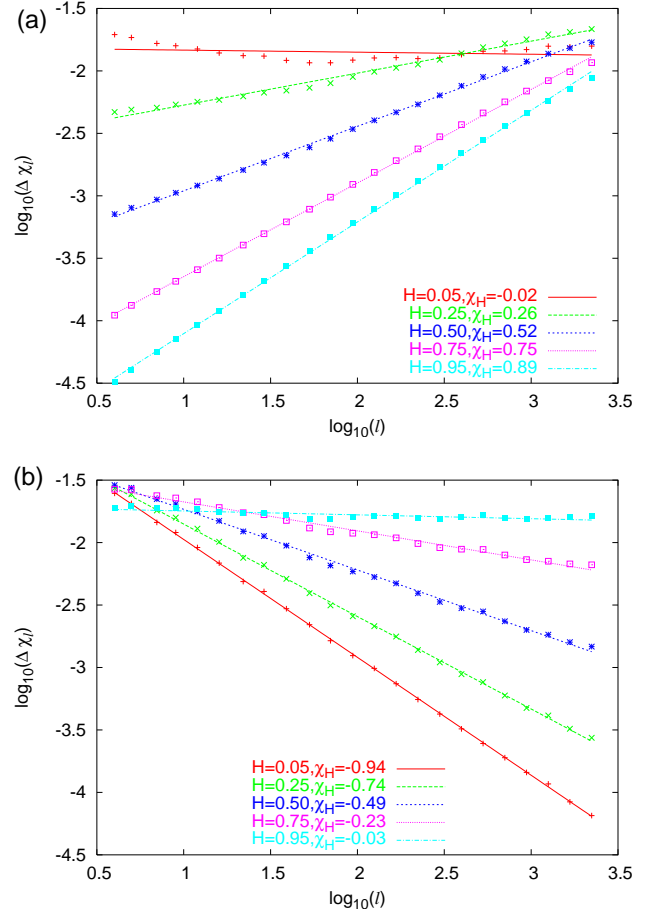 (a)
-1.5
-2
-2.5
-3
-3.5
-4
-4.5
log10(Δ χl)
H=0.05,χH=-0.02
H=0.25,χH=0.26
H=0.50,χH=0.52
H=0.75,χH=0.75
H=0.95,χH=0.89
0.5 1 1.5 2 2.5 3 3.5
log10(l)
(b)
-1.5
-2
-2.5
-3
-3.5
-4
-4.5
log10(Δ χl)
H=0.05,χH=-0.94
H=0.25,χH=-0.74
H=0.50,χH=-0.49
H=0.75,χH=-0.23
H=0.95,χH=-0.03
0.5 1 1.5 2 2.5 3 3.5
log10(l)